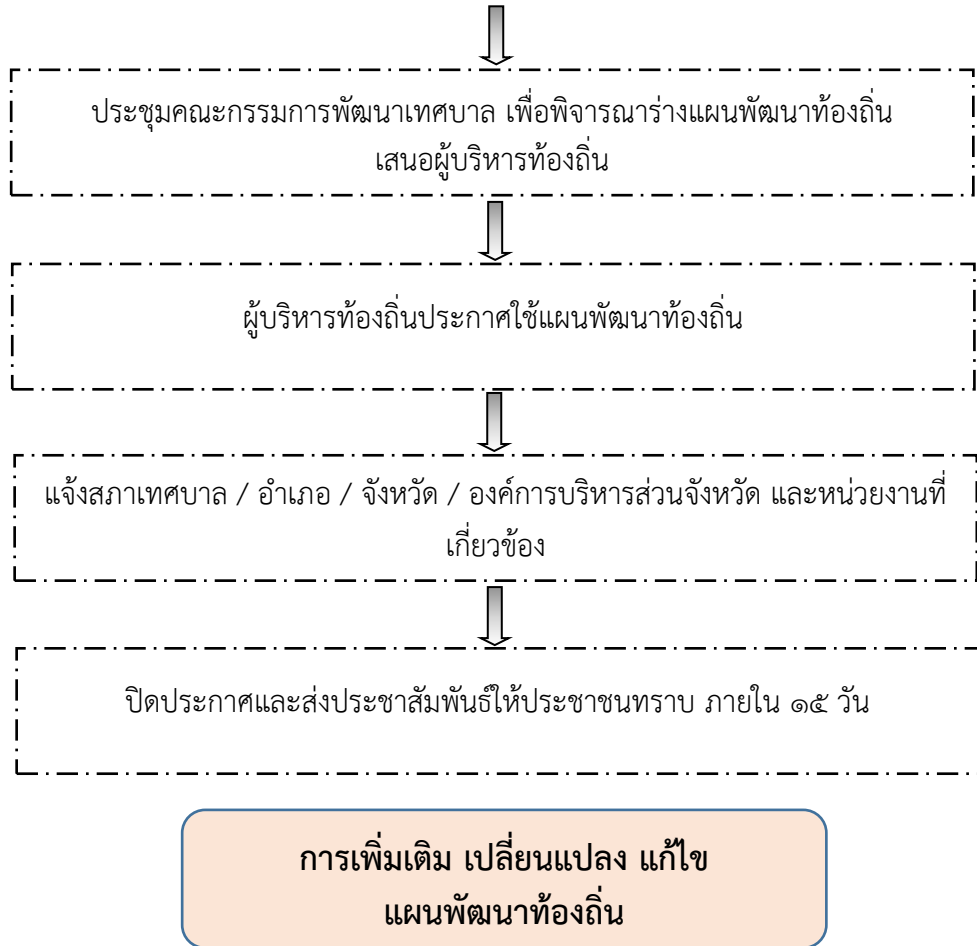 ประชุมคณะกรรมการพัฒนาเทศบาล เพื่อพิจารณาร่างแผนพัฒนาท้องถิ่น
เสนอผู้บริหารท้องถิ่น
ผู้บริหารท้องถิ่นประกาศใช้แผนพัฒนาท้องถิ่น
แจ้งสภาเทศบาล / อำเภอ / จังหวัด / องค์การบริหารส่วนจังหวัด และหน่วยงานที่
เกี่ยวข้อง
ปิดประกาศและส่งประชาสัมพันธ์ให้ประชาชนทราบ ภายใน ๑๕ วัน
การเพิ่มเติม เปลี่ยนแปลง แก้ไข
แผนพัฒนาท้องถิ่น